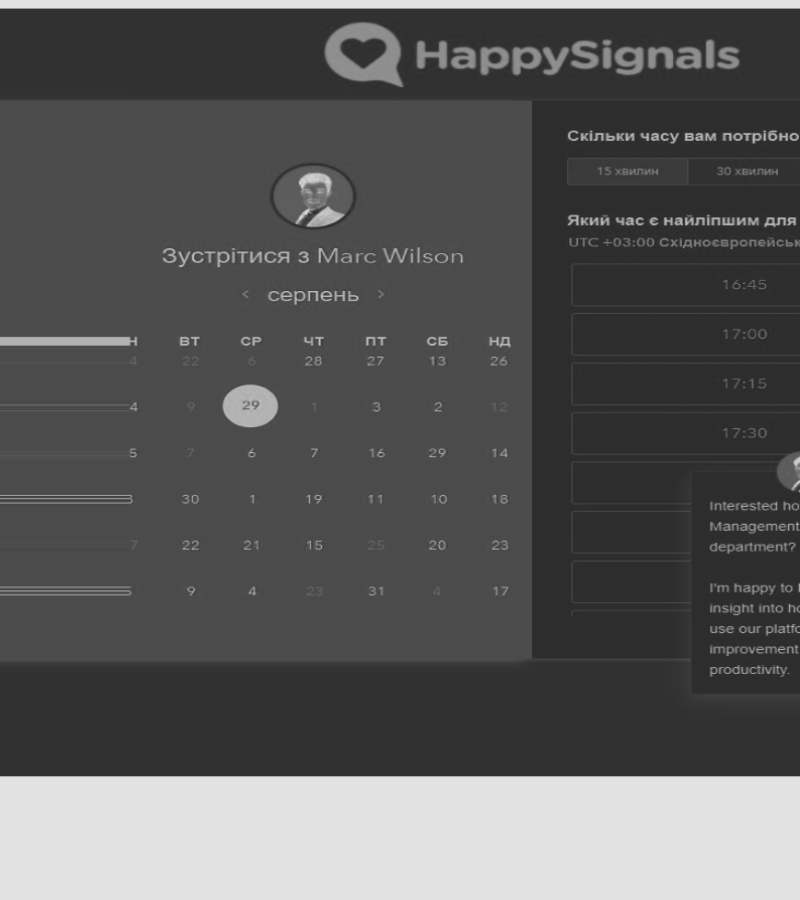 HappySignals
Зустрітися з Marc Wilson
< серпень >
Н ВТ СР ЧТ ПТ СБ НД
4 22 6 28 27 13 26
4 9 29 1 3 2 12
5 7 6 7 16 29 14
3 30 1 19 11 10 18
7 22 21 15 25 20 23
5 9 4 23 31 4 17
Скільки часу вам потрібно
15 хвилин 30 хвилин
Який час є найліпшим для
UTC +03:00 Східноєвропейськ
16:45
17:00
17:15
17:30
Interested ho
Management
department?
I'm happy to
insight into ho
use our platfo
improvement
productivity.